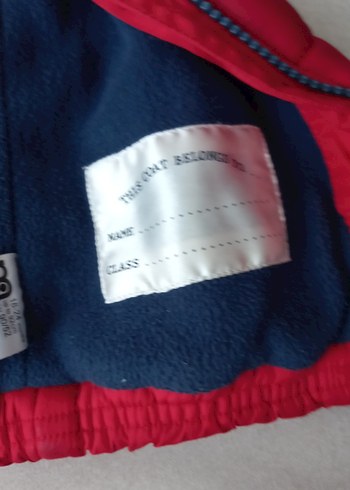 THIS COAT BELONGS TO....
NAME....................
CLASS....................